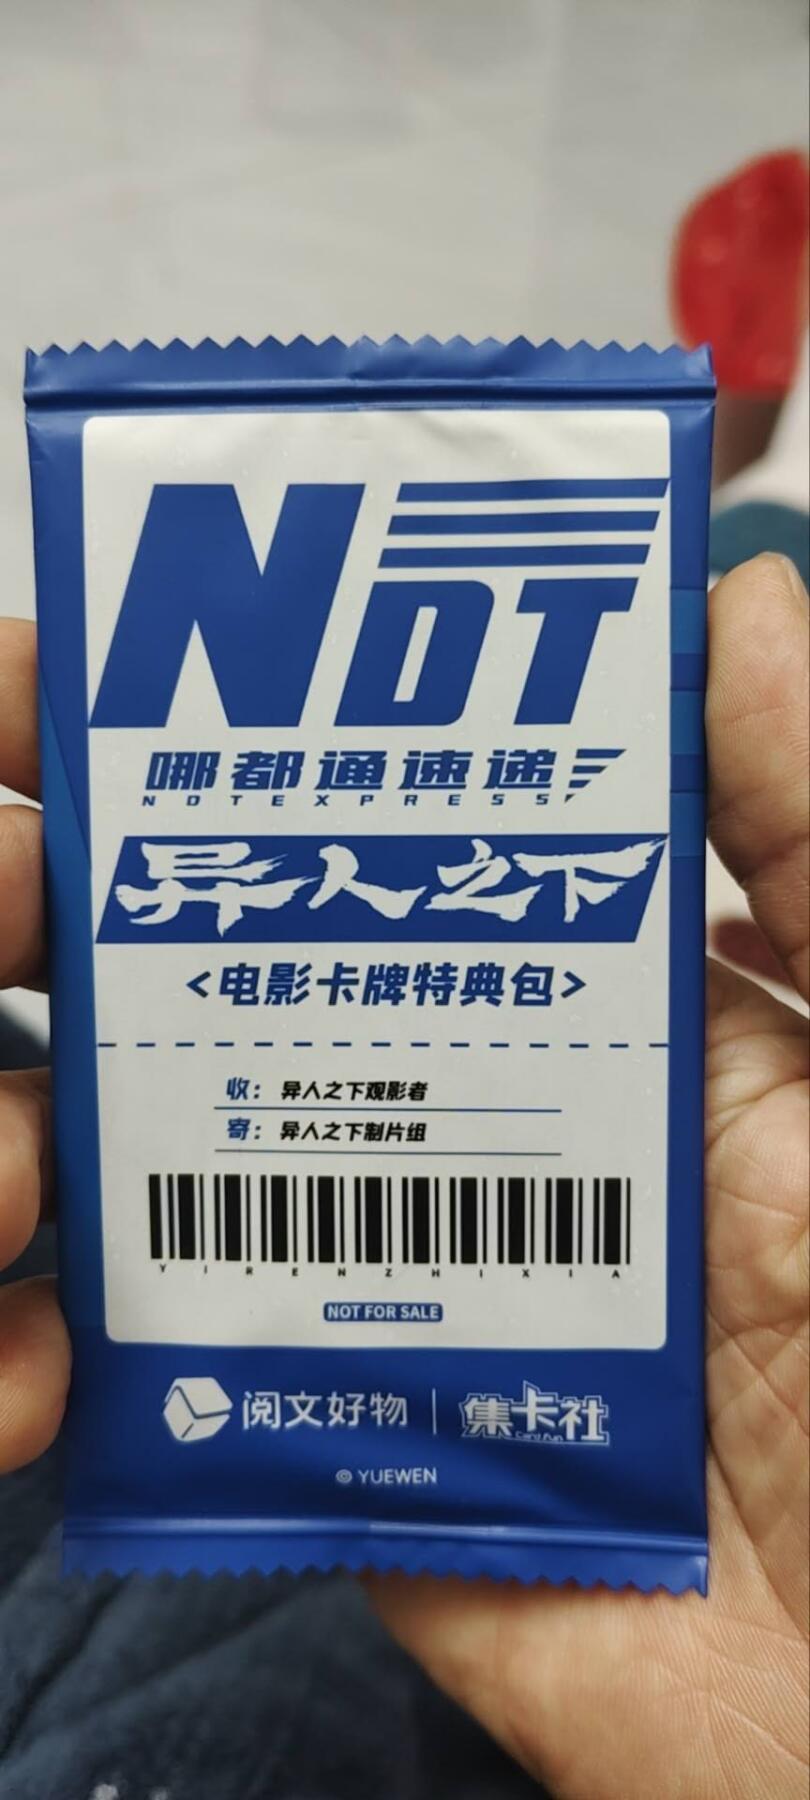 NDT
哪都通速递
NDTEXPRESS
异人之下
<电影卡牌特典包>
收：异人之下观影者
寄：异人之下制片组
YIRENZHIXIA
NOT FOR SALE
阅文好物 | 集卡社
Card Fun
© YUEWEN